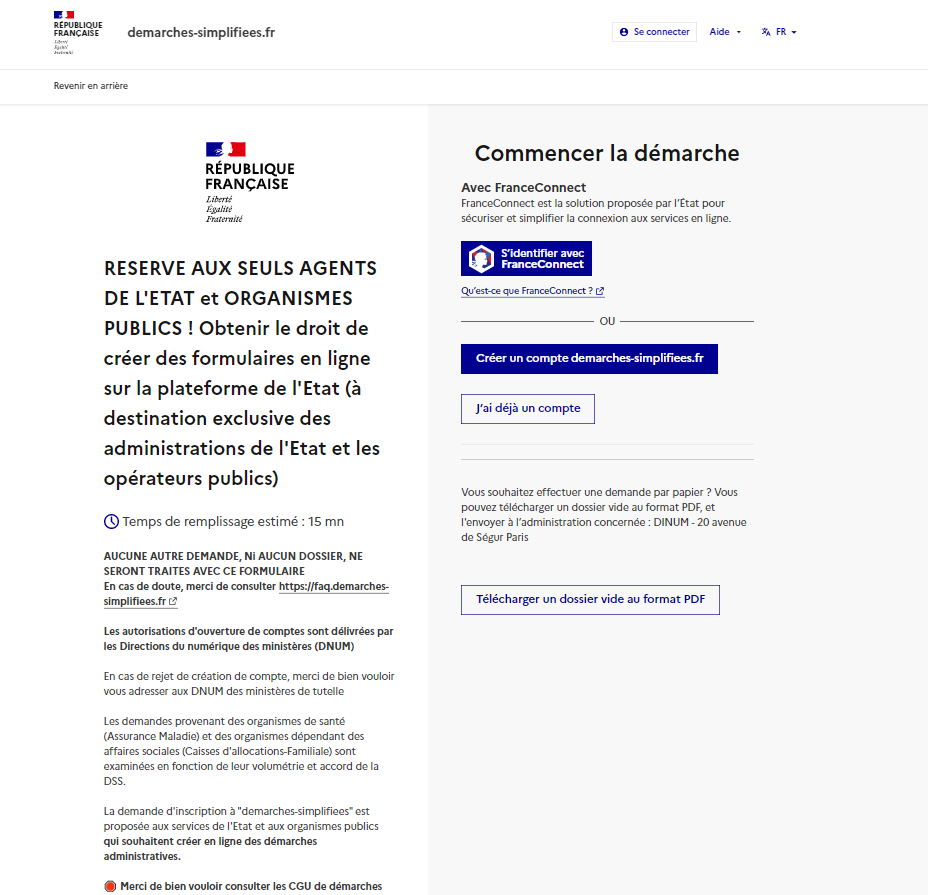 RÉPUBLIQUE
FRANÇAISE
Liberté
Égalité
Fraternité
demarches-simplifiees.fr
Se connecter
Aide
FR
Revenir en arrière
RÉPUBLIQUE
FRANÇAISE
Liberté
Égalité
Fraternité
RESERVE AUX SEULS AGENTS
DE L'ETAT et ORGANISMES
PUBLICS ! Obtenir le droit de
créer des formulaires en ligne
sur la plateforme de l'Etat (à
destination exclusive des
administrations de l'Etat et les
opérateurs publics)
Temps de remplissage estimé : 15 mn
AUCUNE AUTRE DEMANDE, Ni AUCUN DOSSIER, NE
SERONT TRAITES AVEC CE FORMULAIRE
En cas de doute, merci de consulter https://faq.demarches-
simplifiees.fr
Les autorisations d'ouverture de comptes sont délivrées par
les Directions du numérique des ministères (DNUM)
En cas de rejet de création de compte, merci de bien vouloir
vous adresser aux DNUM des ministères de tutelle
Les demandes provenant des organismes de santé
(Assurance Maladie) et des organismes dépendant des
affaires sociales (Caisses d'allocations-Familiale) sont
examinées en fonction de leur volumétrie et accord de la
DSS.
La demande d'inscription à "demarches-simplifiees" est
proposée aux services de l'Etat et aux organismes publics
qui souhaitent créer en ligne des démarches
administratives.
Merci de bien vouloir consulter les CGU de démarches
Commencer la démarche
Avec FranceConnect
FranceConnect est la solution proposée par l’État pour
sécuriser et simplifier la connexion aux services en ligne.
S’identifier avec
FranceConnect
Qu’est-ce que FranceConnect ?
OU
Créer un compte demarches-simplifiees.fr
J’ai déjà un compte
Vous souhaitez effectuer une demande par papier ? Vous
pouvez télécharger un dossier vide au format PDF, et
l’envoyer à l’administration concernée : DINUM - 20 avenue
de Ségur Paris
Télécharger un dossier vide au format PDF